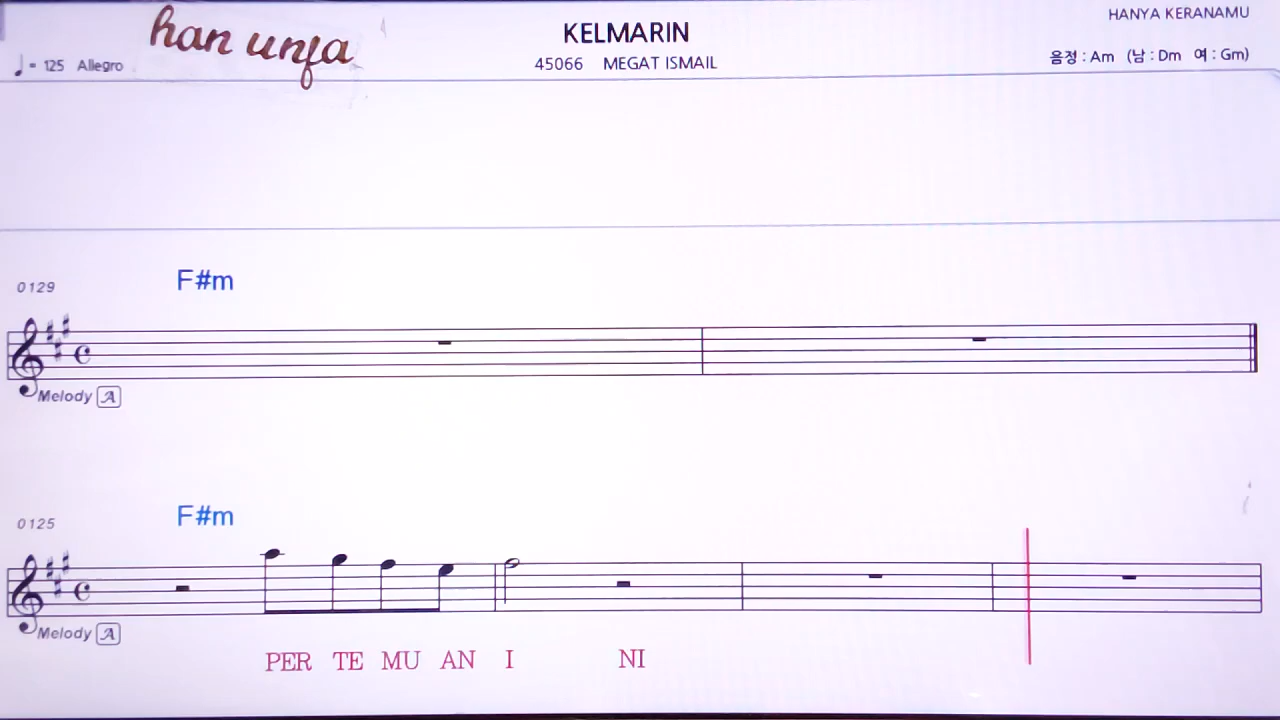 han unfa
KELMARIN
HANYA KERANAMU
♩ = 125 Allegro
45066 MEGAT ISMAIL
음정 : Am (남 : Dm 여 : Gm)
0129
F#m
Melody A
0125
F#m
Melody A
PER TE MU AN I NI